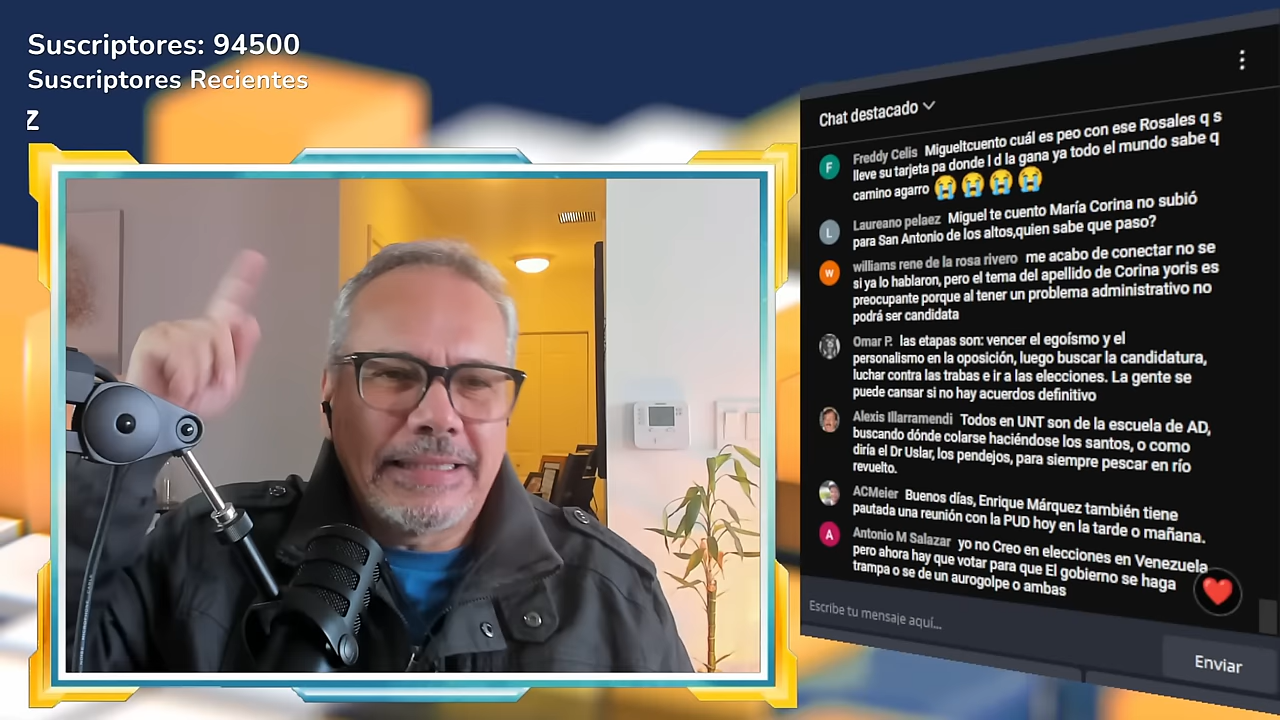 Suscriptores: 94500
Suscriptores Recientes
Z
Chat destacado
F
Freddy Celis Migueltcuento cuál es peo con ese Rosales q s
lleve su tarjeta pa donde l d la gana ya todo el mundo sabe q
camino agarro 😭😭😭😭
L
Laureano pelaez Miguel te cuento María Corina no subió
para San Antonio de los altos,quien sabe que paso?
w
williams rene de la rosa rivero me acabo de conectar no se
si ya lo hablaron, pero el tema del apellido de Corina yoris es
preocupante porque al tener un problema administrativo no
podrá ser candidata
Omar P. las etapas son: vencer el egoísmo y el
personalismo en la oposición, luego buscar la candidatura,
luchar contra las trabas e ir a las elecciones. La gente se
puede cansar si no hay acuerdos definitivo
Alexis Illarramendi Todos en UNT son de la escuela de AD,
buscando dónde colarse haciéndose los santos, o como
diría el Dr Uslar, los pendejos, para siempre pescar en río
revuelto.
ACMeier Buenos días, Enrique Márquez también tiene
pautada una reunión con la PUD hoy en la tarde o mañana.
A
Antonio M Salazar yo no Creo en elecciones en Venezuela
pero ahora hay que votar para que El gobierno se haga
trampa o se de un aurogolpe o ambas
Escribe tu mensaje aquí...
Enviar